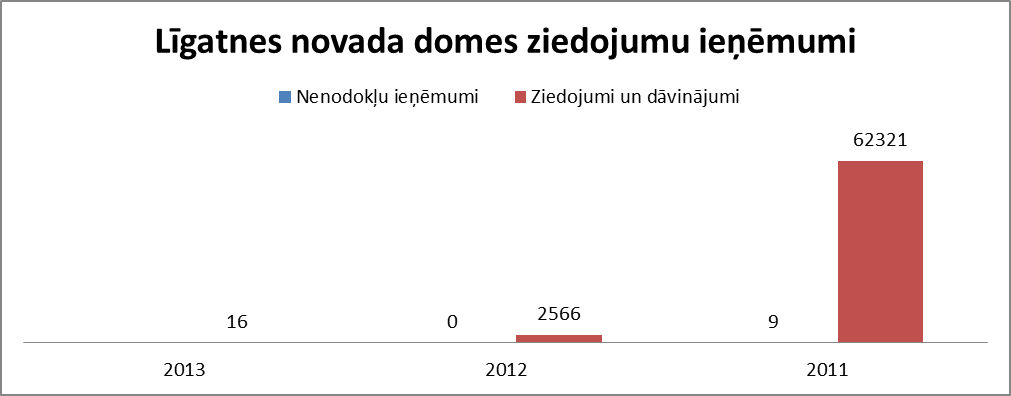 Līgatnes novada domes ziedojumu ieņēmumi
Nenodokļu ieņēmumi Ziedojumi un dāvinājumi
62321
16 0 2566 9
2013 2012 2011